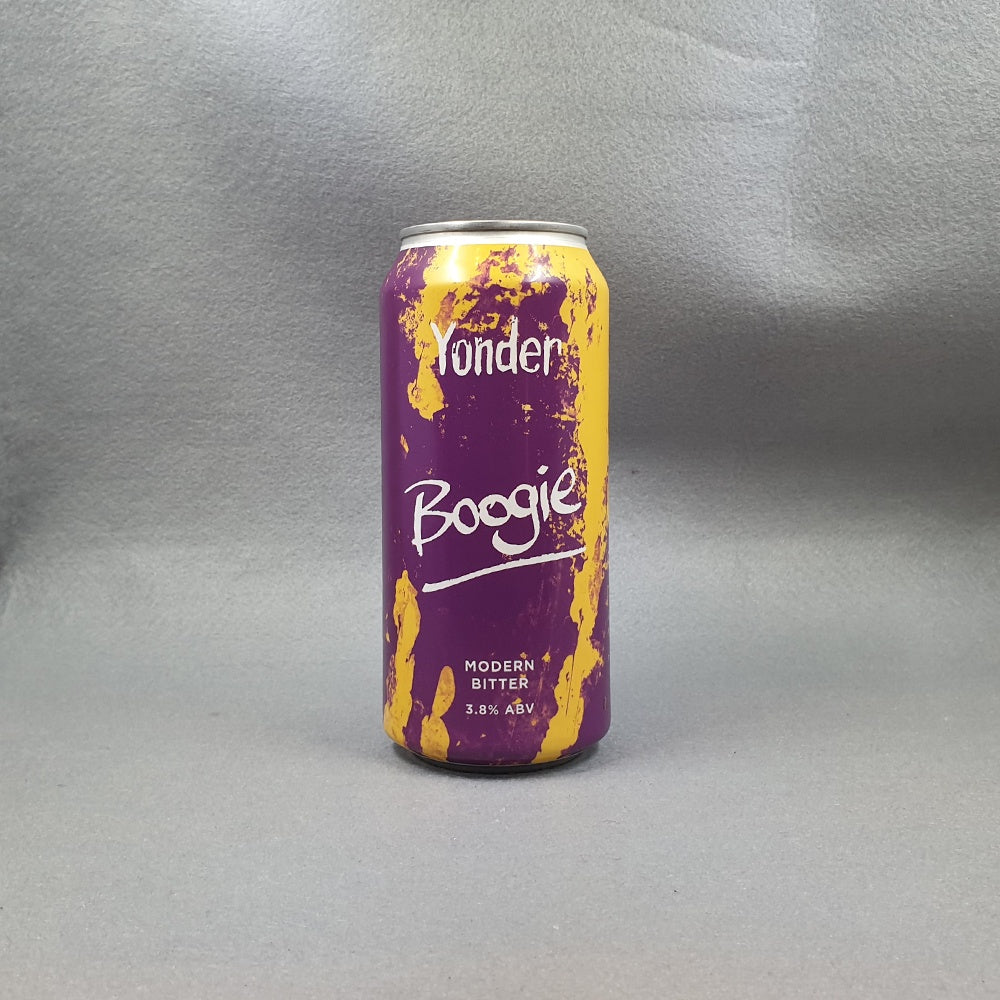 Yonder
Boogie
MODERN
BITTER
3.8% ABV